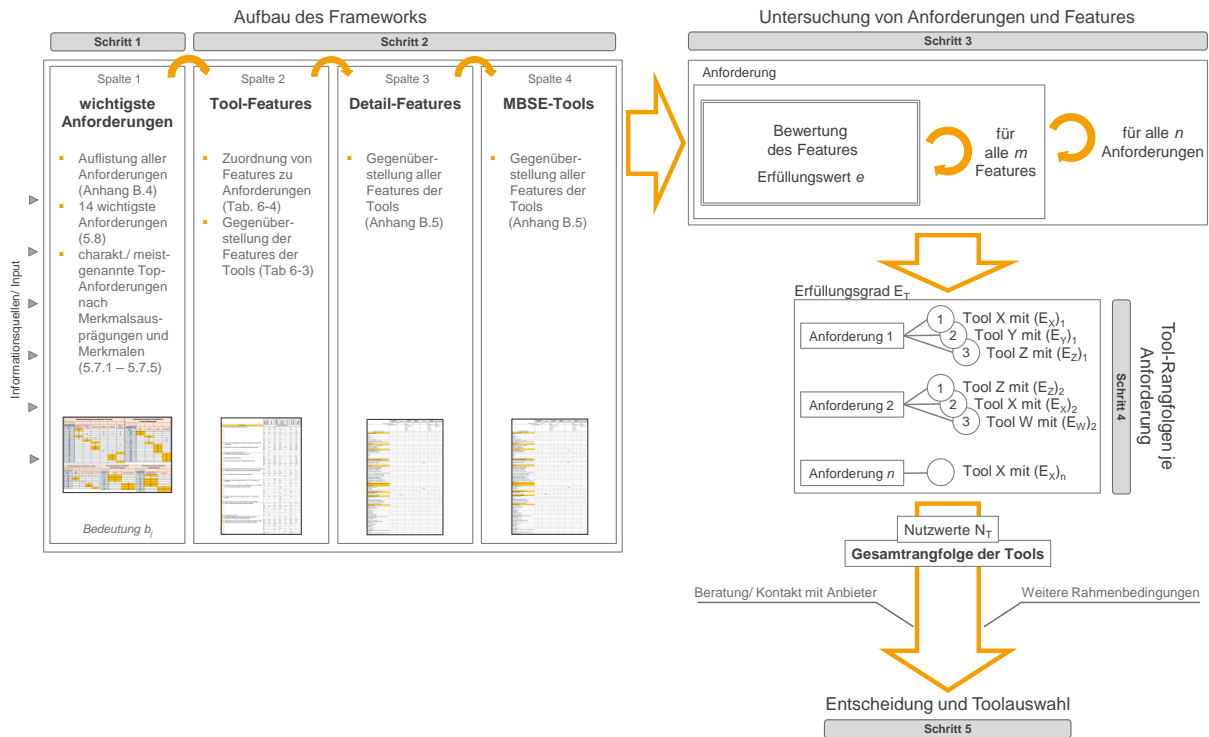 Aufbau des Frameworks
Schritt 1
Schritt 2
Informationsquellen/ Input
Spalte 1
wichtigste
Anforderungen
Auflistung aller
Anforderungen
(Anhang B.4)
14 wichtigste
Anforderungen
(5.8)
charakt./ meist-
genannte Top-
Anforderungen
nach
Merkmalsaus-
prägungen und
Merkmalen
(5.7.1 – 5.7.5)
Bedeutung bj
Spalte 2
Tool-Features
Zuordnung von
Features zu
Anforderungen
(Tab. 6-4)
Gegenüber-
stellung der
Features der
Tools (Tab 6-3)
Spalte 3
Detail-Features
Gegenüber-
stellung aller
Features der
Tools
(Anhang B.5)
Spalte 4
MBSE-Tools
Gegenüber-
stellung aller
Features der
Tools
(Anhang B.5)
Untersuchung von Anforderungen und Features
Schritt 3
Anforderung
Bewertung
des Features
Erfüllungswert e
für
alle m
Features
für alle n
Anforderungen
Erfüllungsgrad ET
Anforderung 1
1 Tool X mit (EX)1
2 Tool Y mit (EY)1
3 Tool Z mit (EZ)1
Anforderung 2
1 Tool Z mit (EZ)2
2 Tool X mit (EX)2
3 Tool W mit (EW)2
Anforderung n
Tool X mit (EX)n
Schritt 4
Tool-Rangfolgen je
Anforderung
Nutzwerte NT
Gesamtrangfolge der Tools
Beratung/ Kontakt mit Anbieter
Weitere Rahmenbedingungen
Entscheidung und Toolauswahl
Schritt 5